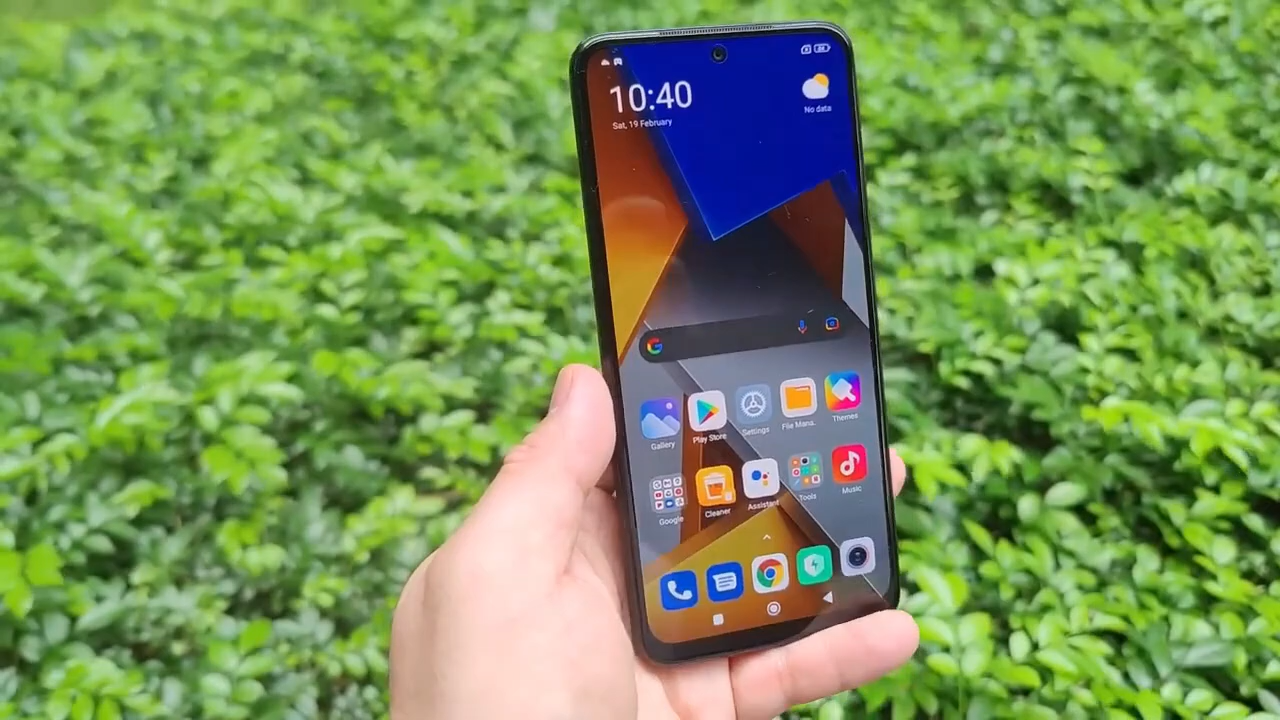 10:40
Sat, 19 February
No data
Gallery
Play Store
Settings
File Mana..
Themes
Google
Cleaner
Assistant
Tools
Music